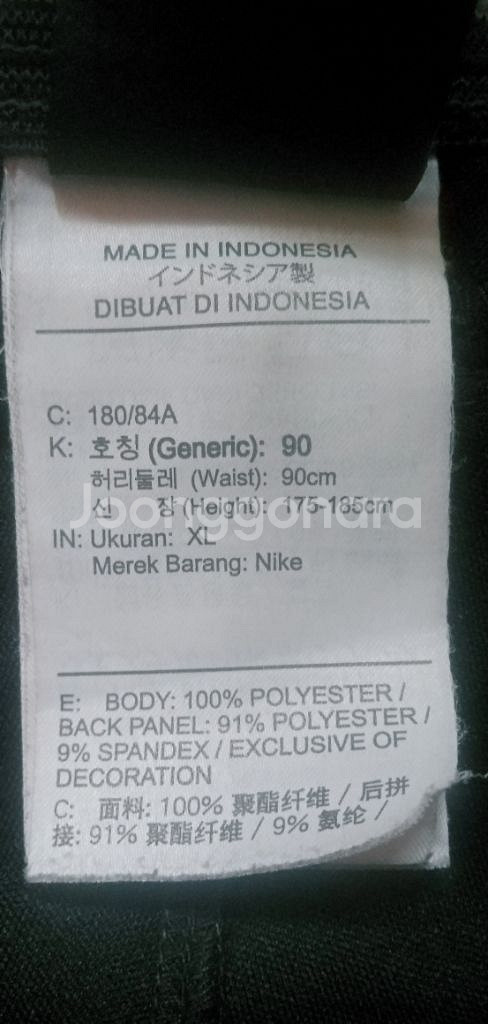 MADE IN INDONESIA
インドネシア製
DIBUAT DI INDONESIA
C: 180/84A
K: 호칭 (Generic): 90
허리둘레 (Waist): 90cm
신 장 (Height): 175-185cm
Joonggonara
IN: Ukuran: XL
Merek Barang: Nike
E: BODY: 100% POLYESTER /
BACK PANEL: 91% POLYESTER /
9% SPANDEX / EXCLUSIVE OF
DECORATION
C: 面料: 100% 聚酯纤维 / 后拼
接: 91% 聚酯纤维 / 9% 氨纶 /